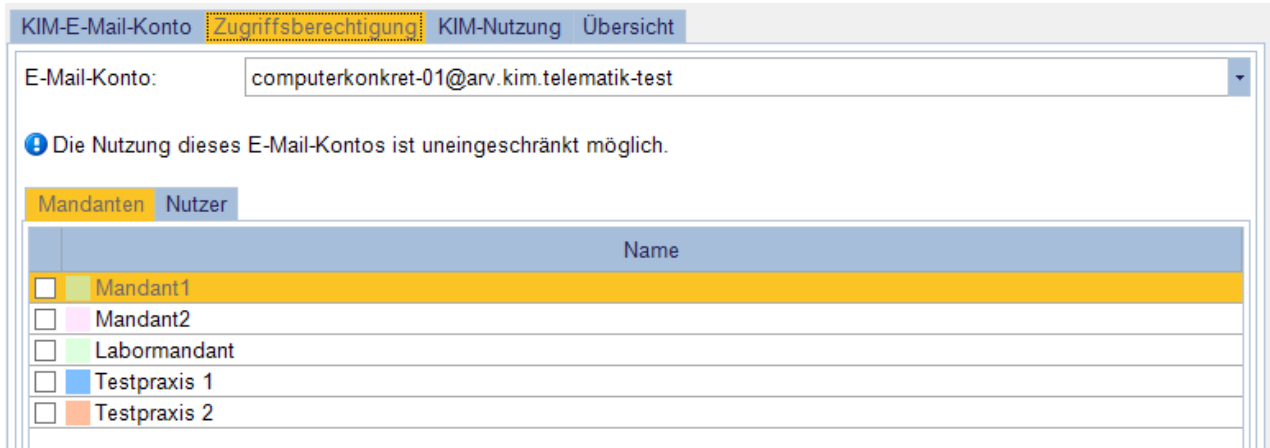 KIM-E-Mail-Konto Zugriffsberechtigung KIM-Nutzung Übersicht
E-Mail-Konto: computerkonkret-01@arv.kim.telematik-test
Die Nutzung dieses E-Mail-Kontos ist uneingeschränkt möglich.
Mandanten Nutzer
Name
Mandant1
Mandant2
Labormandant
Testpraxis 1
Testpraxis 2